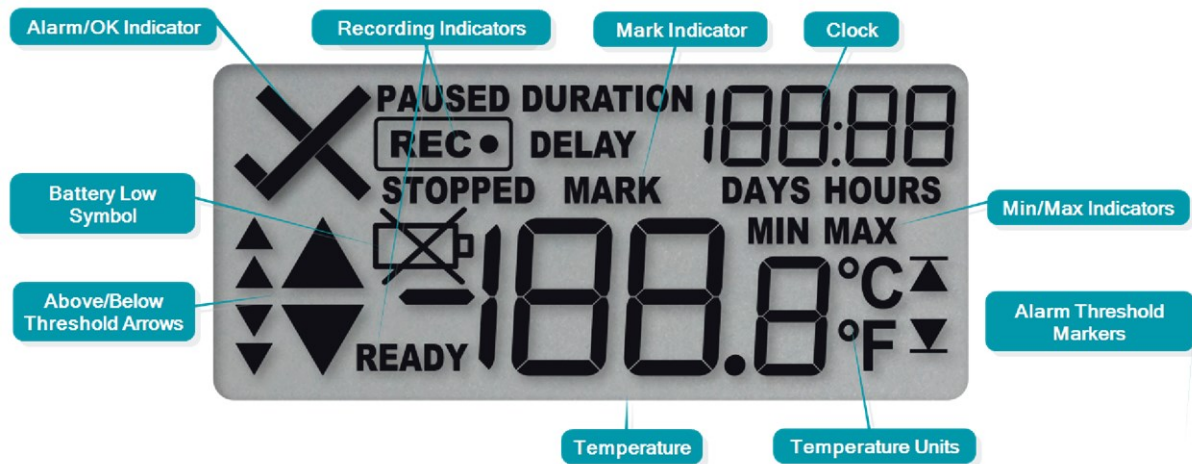 Alarm/OK Indicator
Recording Indicators
Mark Indicator
Clock
PAUSED DURATION
188:88
REC
DELAY
STOPPED
MARK
DAYS HOURS
Battery Low
Symbol
MIN MAX
Min/Max Indicators
-188.8
°C
°F
Above/Below
Threshold Arrows
Alarm Threshold
Markers
READY
Temperature
Temperature Units